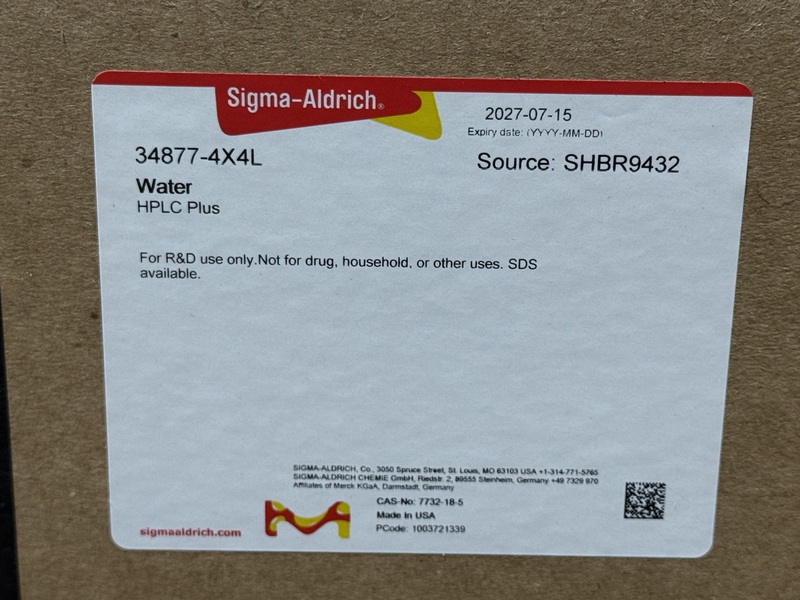 Sigma-Aldrich®
2027-07-15
Expiry date: (YYYY-MM-DD)
34877-4X4L
Source: SHBR9432
Water
HPLC Plus
For R&D use only.Not for drug, household, or other uses. SDS
available.
SIGMA-ALDRICH, Co., 3050 Spruce Street, St. Louis, MO 63103 USA +1-314-771-5765
SIGMA-ALDRICH CHEMIE GmbH, Riedstr. 2, 89555 Steinheim, Germany +49 7329 970
Affiliates of Merck KGaA, Darmstadt, Germany
CAS-No: 7732-18-5
Made in USA
PCode: 1003721339
sigmaaldrich.com